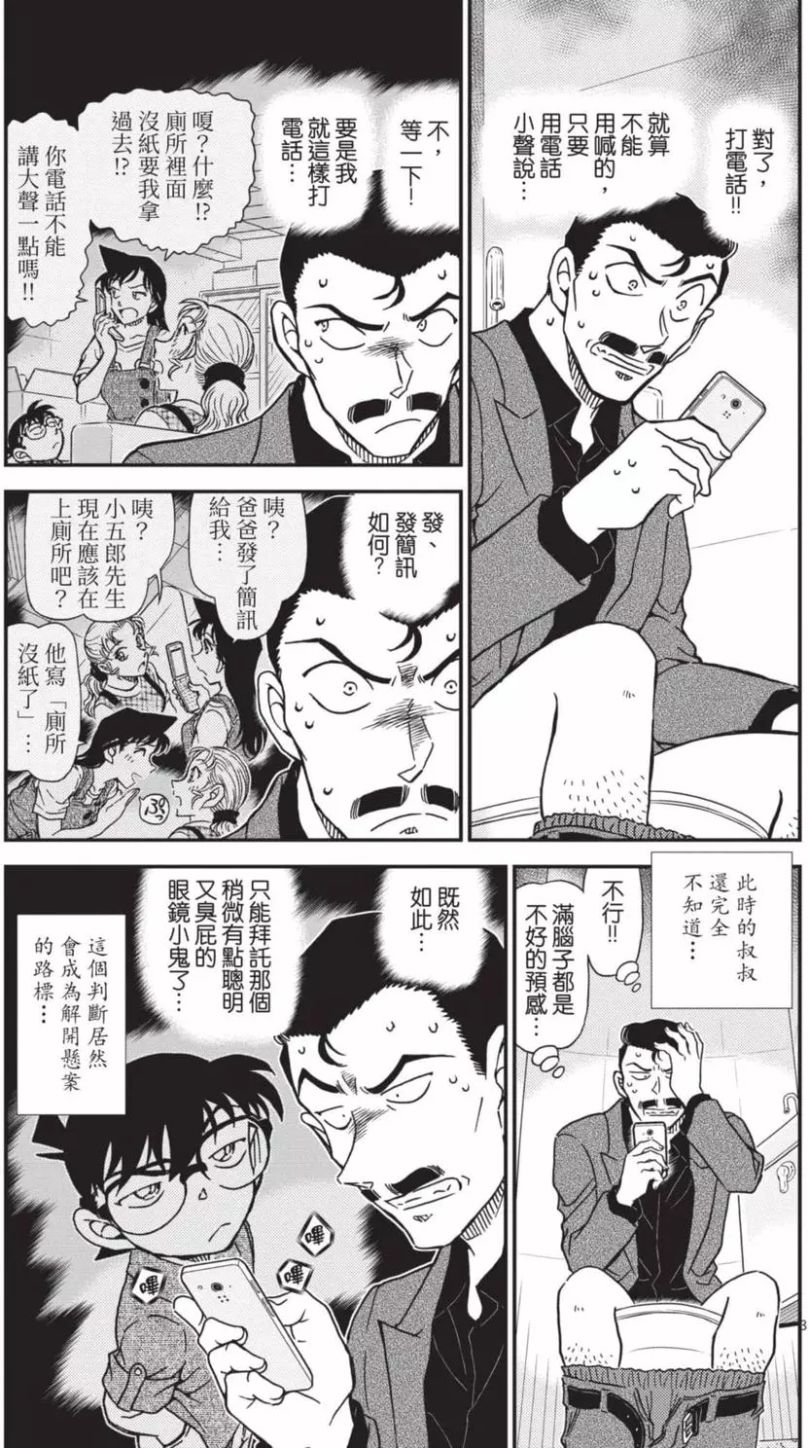 對了，
打電話!!
就算
不能
用喊的，
只要
用電話
小聲說…
不，
等一下!
要是我
就這樣打
電話…
嗄？什麼!?
廁所裡面
沒紙要我拿
過去!?
你電話不能
講大聲一點嗎!!
發、
發簡訊
如何?
咦？
爸爸發了簡訊
給我…
咦？
小五郎先生
現在應該在
上廁所吧？
他寫「廁所
沒紙了」…
此時的叔叔
還完全
不知道…
不行!!
滿腦子都是
不好的預感…
既然
如此…
只能拜託那個
稍微有點聰明
又臭屁的
眼鏡小鬼了…
嗶
嗶
嗶
這個判斷居然
會成為解開懸案
的路標…
3